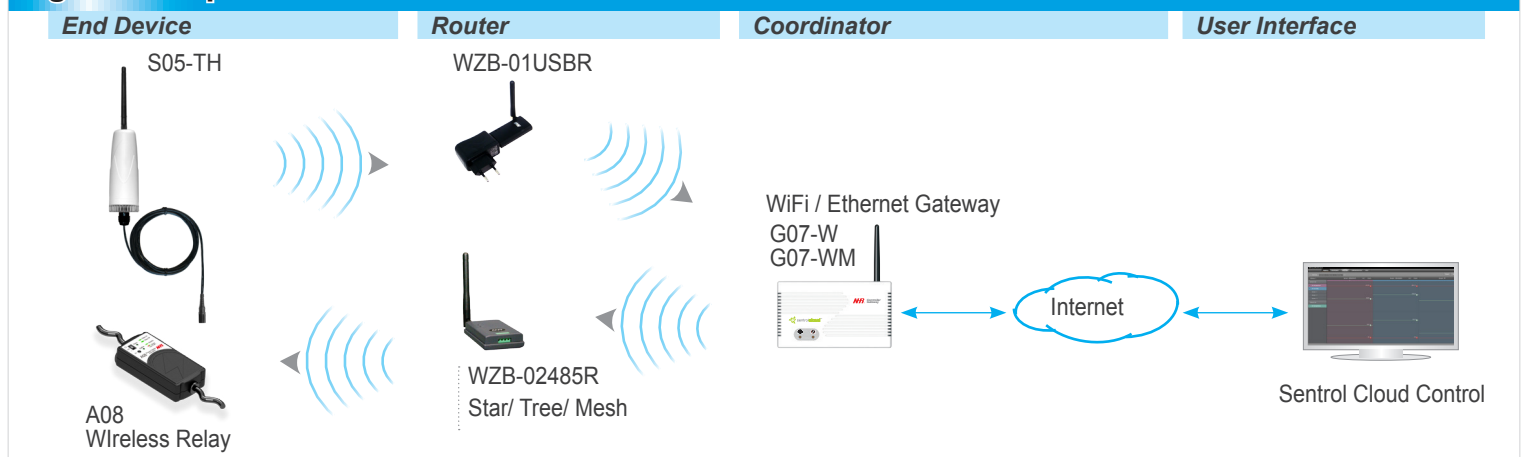 End Device
Router
Coordinator
User Interface
S05-TH
WZB-01USBR
WiFi / Ethernet Gateway
G07-W
G07-WM
Internet
WZB-02485R
Star/ Tree/ Mesh
Sentrol Cloud Control
A08
WIreless Relay